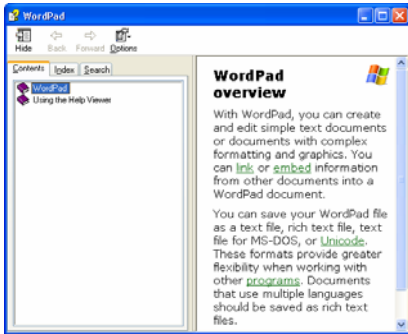 WordPad
Hide Back Forward Options
Contents Index Search
WordPad
Using the Help Viewer
WordPad
overview
With WordPad, you can create
and edit simple text documents
or documents with complex
formatting and graphics. You
can link or embed information
from other documents into a
WordPad document.
You can save your WordPad file
as a text file, rich text file, text
file for MS-DOS, or Unicode.
These formats provide greater
flexibility when working with
other programs. Documents
that use multiple languages
should be saved as rich text
files.